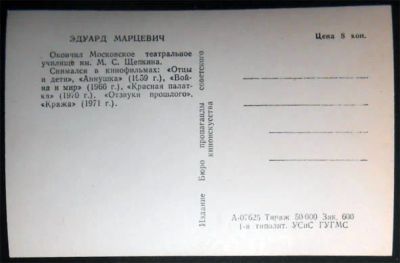 ЭДУАРД МАРЦЕВИЧ
Окончил Московское театральное
училище им. М. С. Щепкина.
Снимался в кинофильмах: «Отцы
и дети», «Аннушка» (1959 г.), «Вой-
на и мир» (1966 г.), «Красная палат-
ка» (1970 г.). «Отзвуки прошлого»,
«Кража» (1971 г.).
Издание Бюро пропаганды советского
киноискусства
Цена 8 коп.
А-07625 Тираж 50 000 Зак. 600
1-я типолит. УСиС ГУГМС